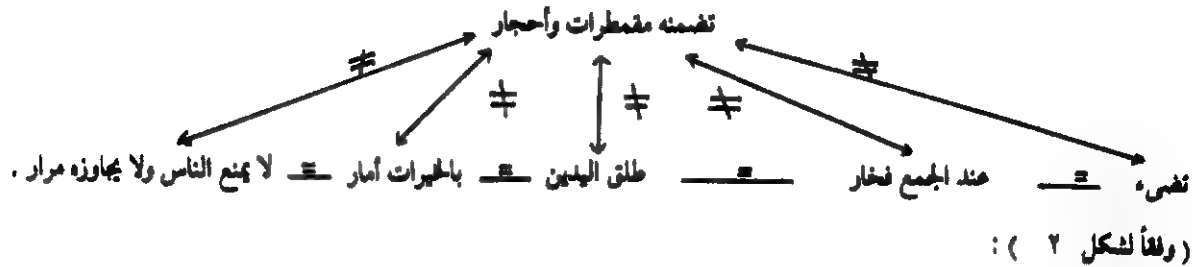 تضمنه مقمطرات وأحجار
≠ ≠ ≠ ≠ ≠
تضىء = عند الجمع فخار = طلق اليدين = بالخيرات أمار = لا يمنع الناس ولا يجاوزه مرار .
( وفقاً لشكل ٢ ) :